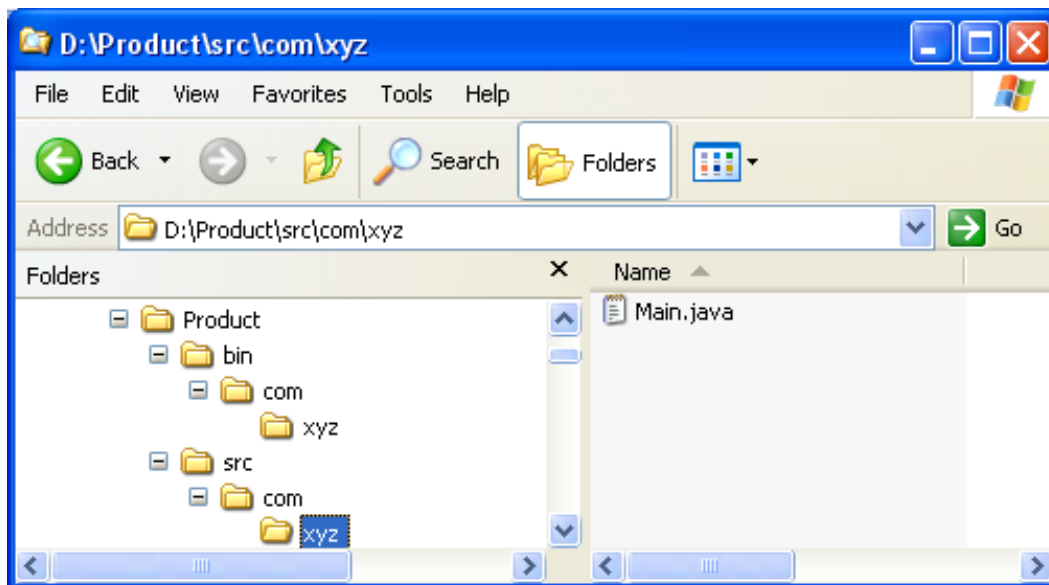 D:\Product\src\com\xyz
File Edit View Favorites Tools Help
Back Search Folders
Address D:\Product\src\com\xyz Go
Folders
Product
bin
com
xyz
src
com
xyz
Name
Main.java